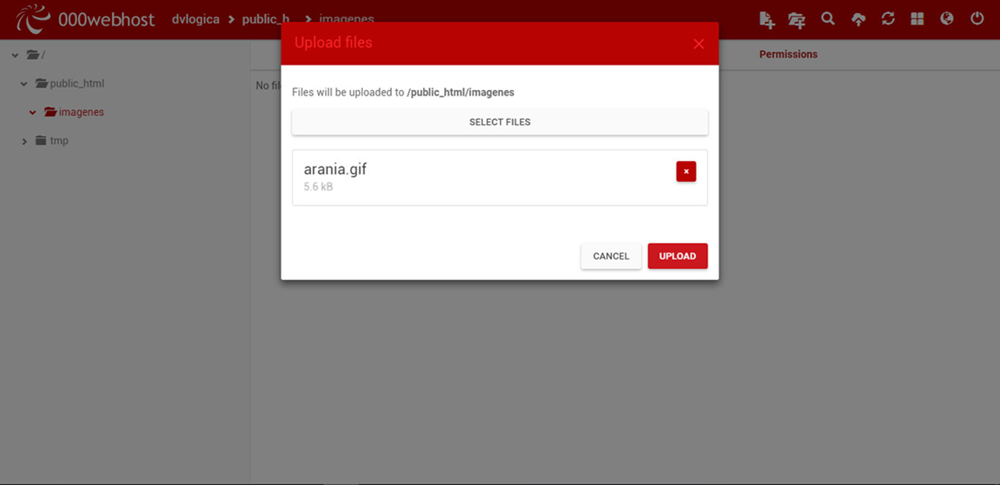 000webhost dvlogica > public_h... > imagenes
Upload files
/
public_html
imagenes
tmp
Permissions
No fil
Files will be uploaded to /public_html/imagenes
SELECT FILES
arania.gif
5.6 kB
CANCEL UPLOAD